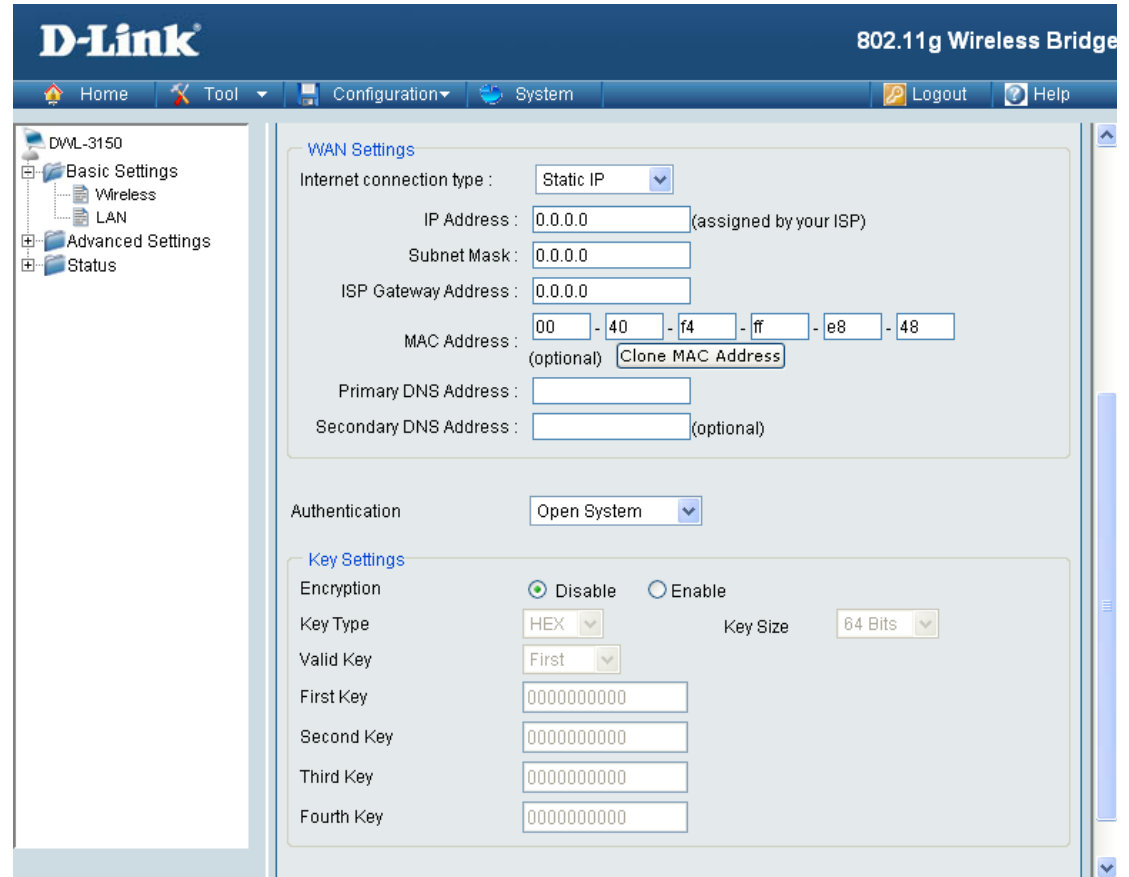 D-Link
802.11g Wireless Bridge
Home Tool Configuration System Logout Help
DWL-3150
Basic Settings
Wireless
LAN
Advanced Settings
Status
WAN Settings
Internet connection type : Static IP
IP Address : 0.0.0.0 (assigned by your ISP)
Subnet Mask : 0.0.0.0
ISP Gateway Address : 0.0.0.0
MAC Address : 00 - 40 - f4 - ff - e8 - 48
(optional) Clone MAC Address
Primary DNS Address :
Secondary DNS Address : (optional)
Authentication Open System
Key Settings
Encryption Disable Enable
Key Type HEX Key Size 64 Bits
Valid Key First
First Key 0000000000
Second Key 0000000000
Third Key 0000000000
Fourth Key 0000000000